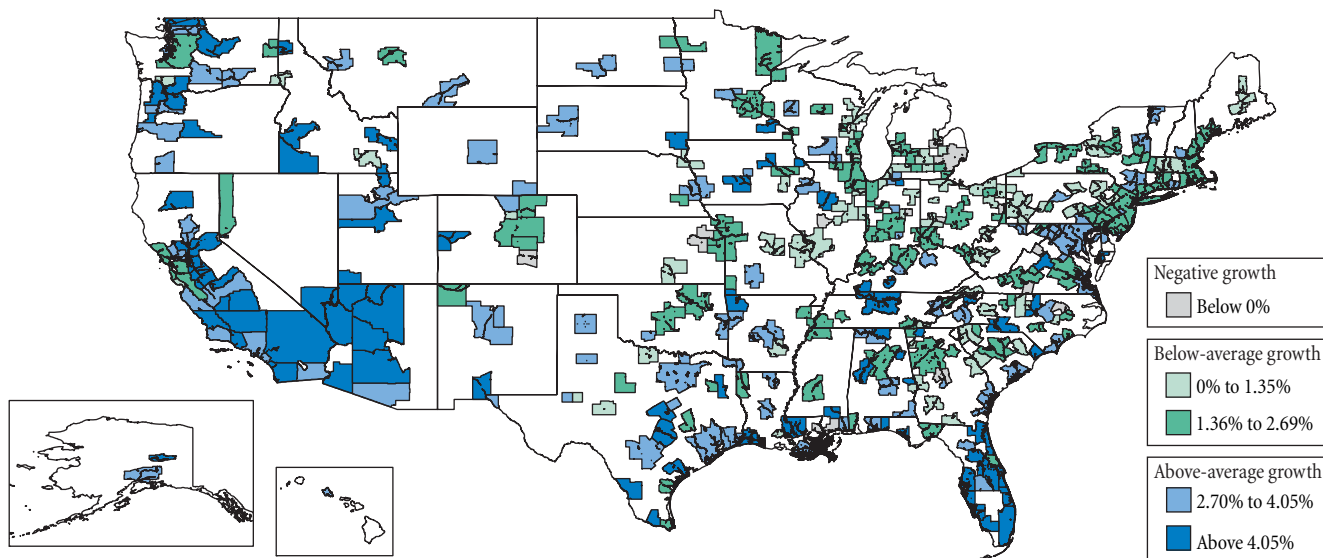 Negative growth
Below 0%
Below-average growth
0% to 1.35%
1.36% to 2.69%
Above-average growth
2.70% to 4.05%
Above 4.05%